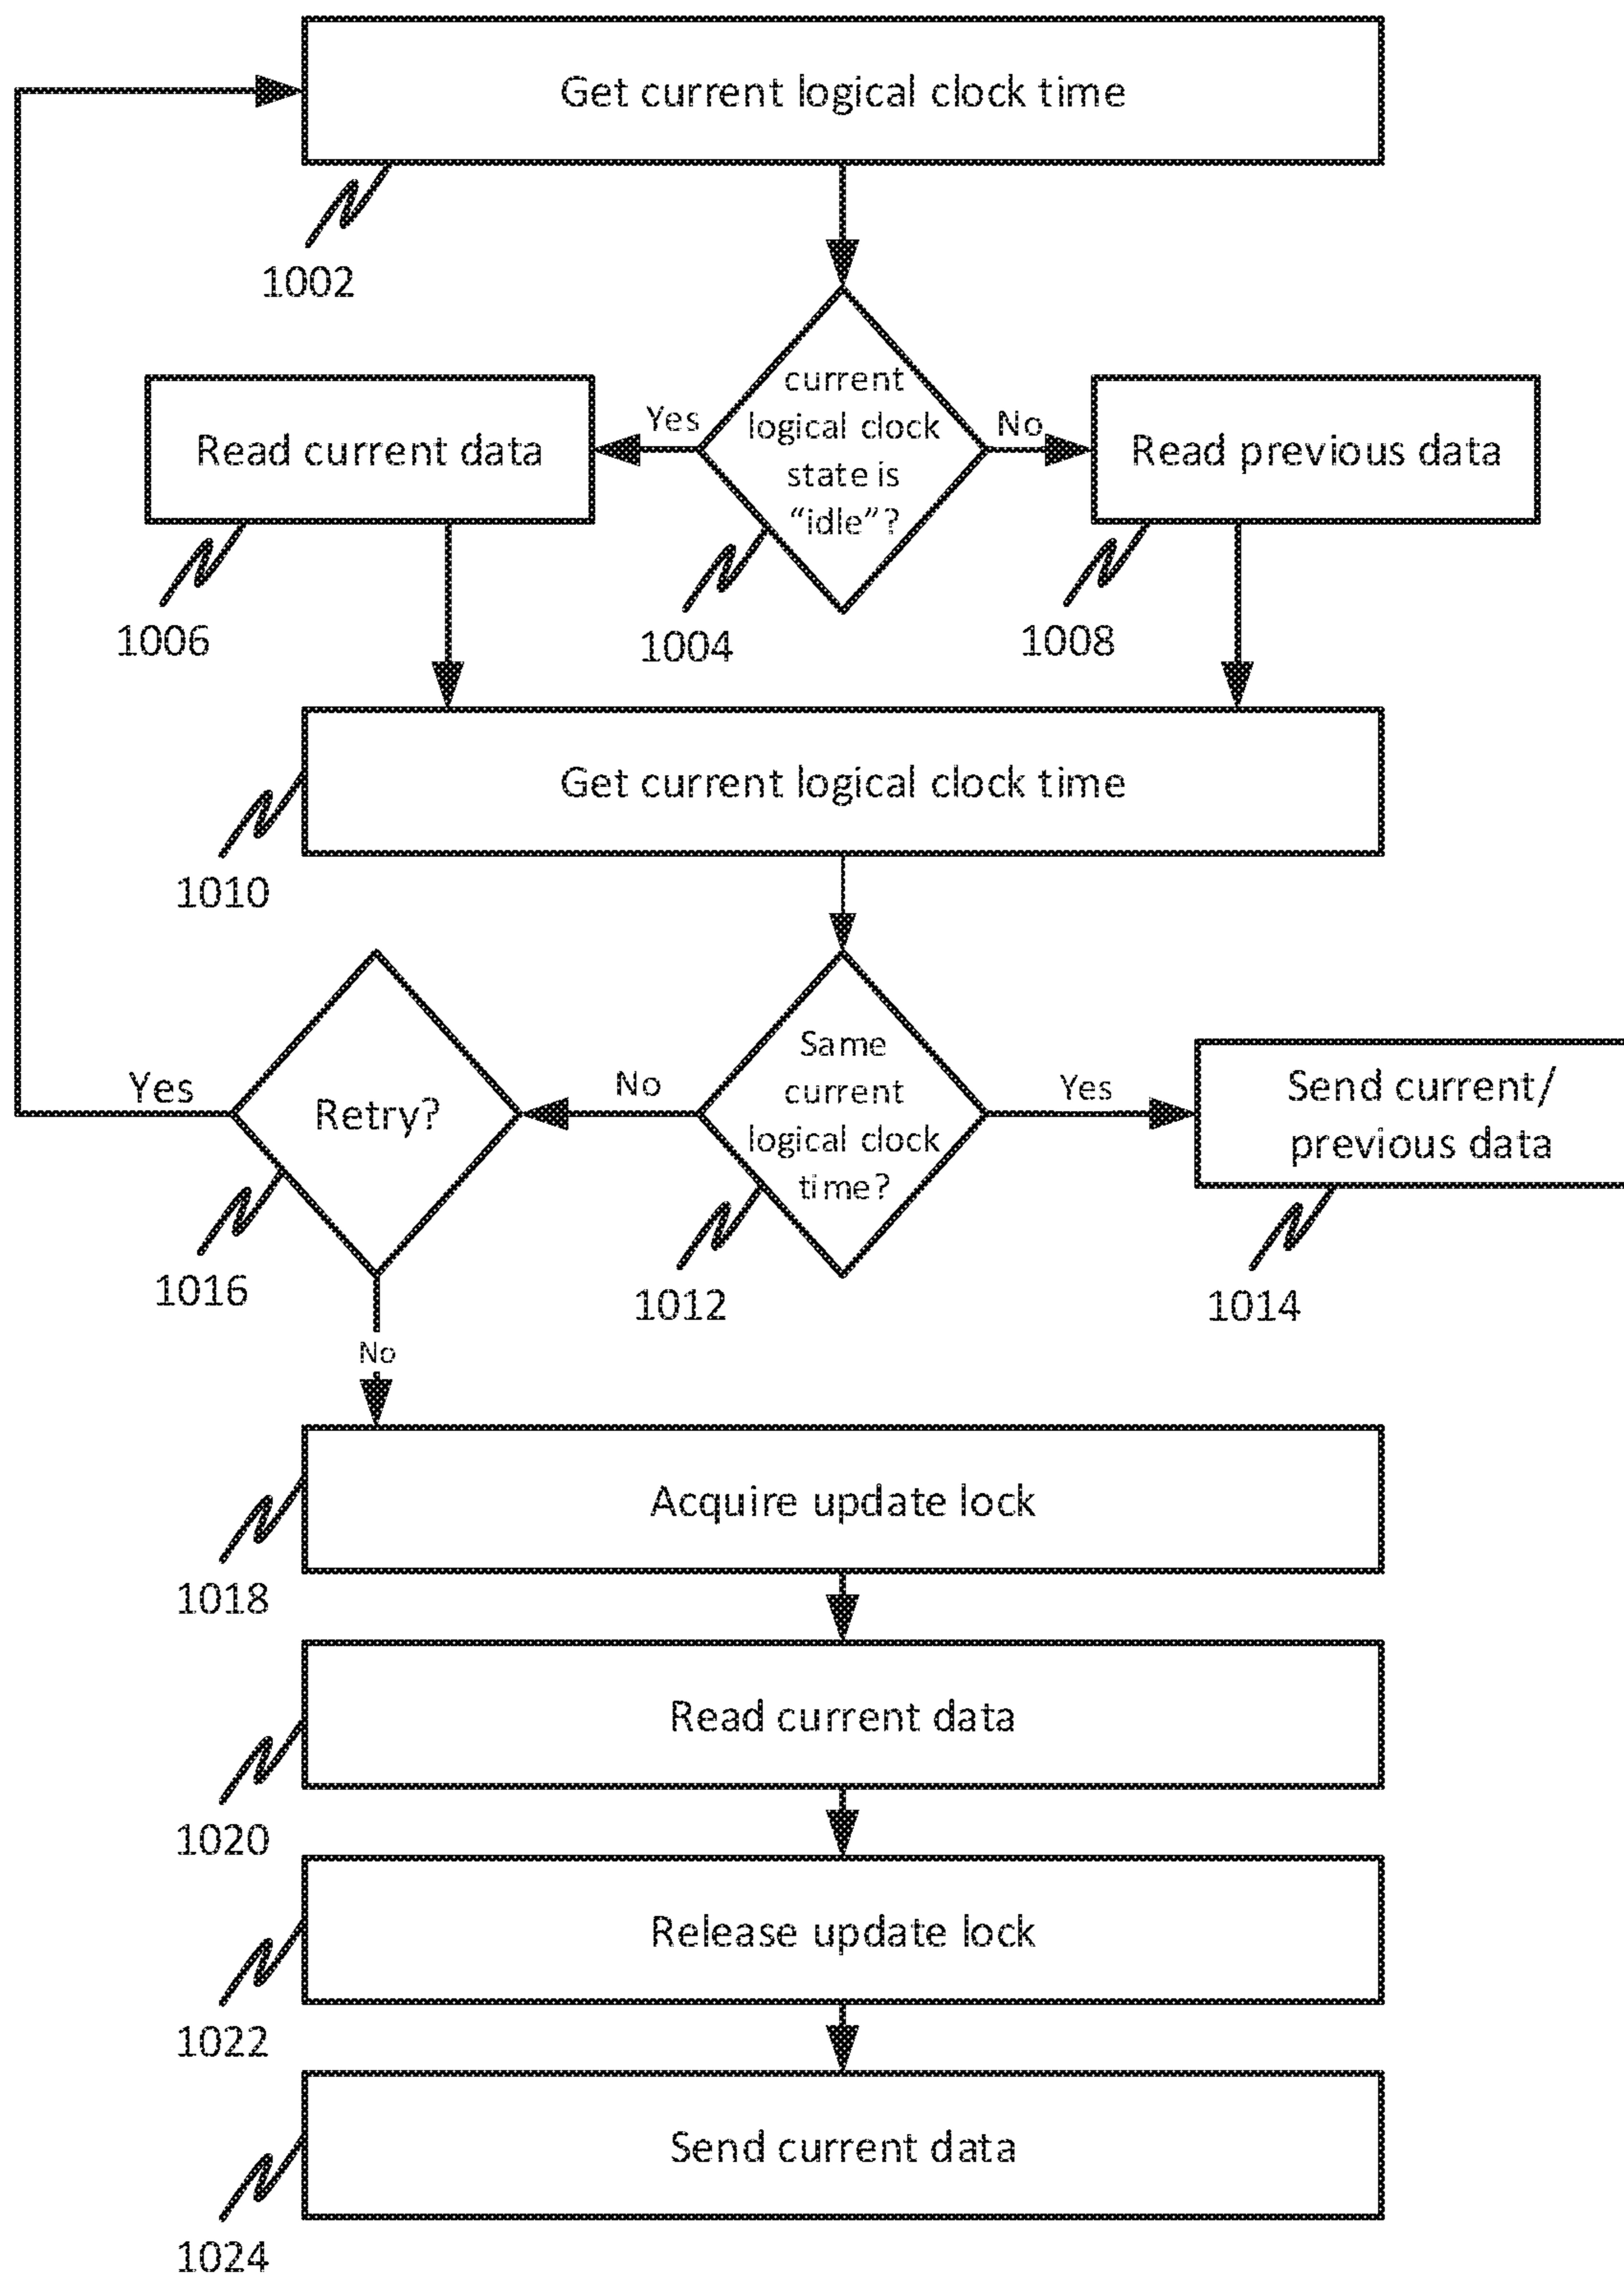 Get current logical clock time
1002
current
logical clock
state is
"idle"?
Yes
No
Read current data
Read previous data
1006
1004
1008
Get current logical clock time
1010
Same
current
logical clock
time?
Yes
Retry?
No
Yes
Send current/
previous data
1016
1012
1014
No
Acquire update lock
1018
Read current data
1020
Release update lock
1022
Send current data
1024